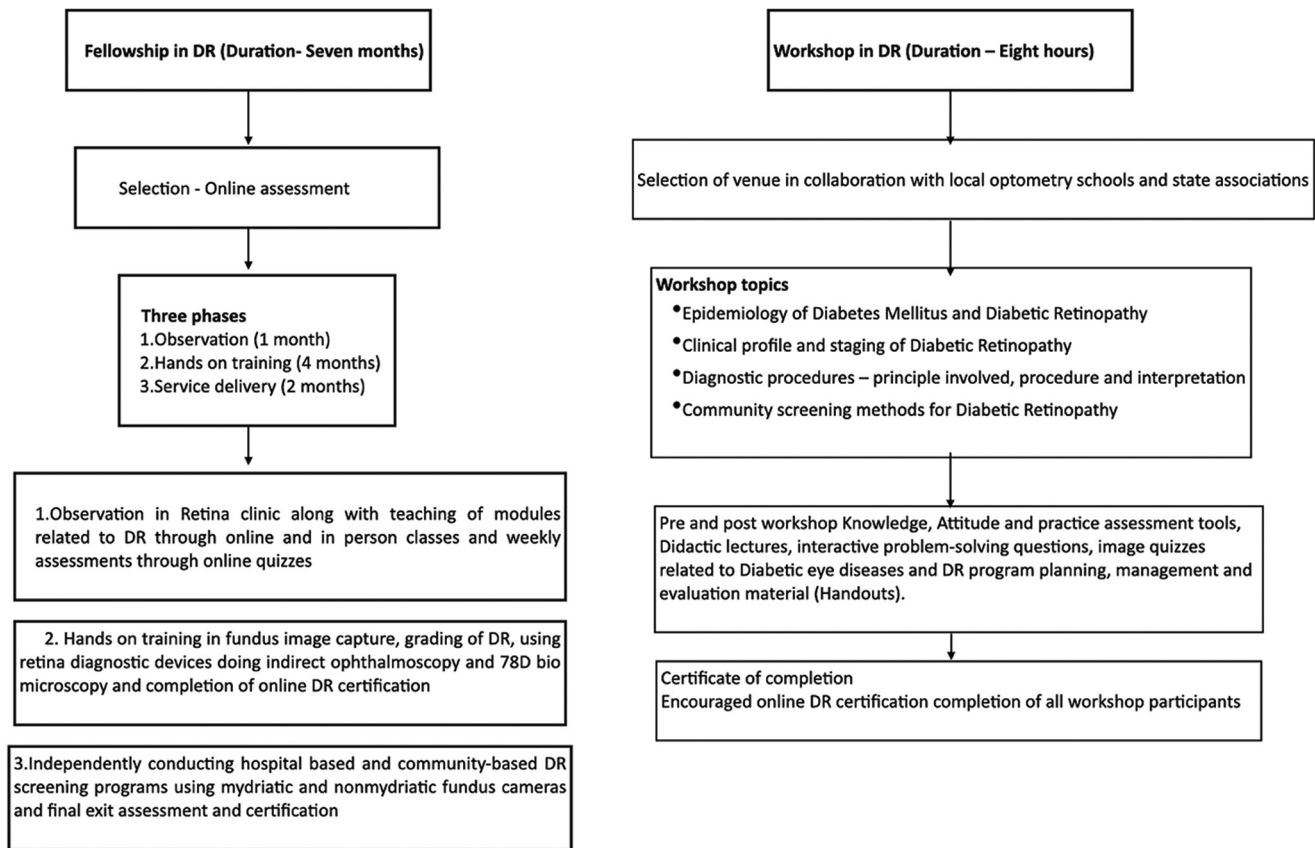 Fellowship in DR (Duration- Seven months)
Selection - Online assessment
Three phases
1.Observation (1 month)
2.Hands on training (4 months)
3.Service delivery (2 months)
1.Observation in Retina clinic along with teaching of modules
related to DR through online and in person classes and weekly
assessments through online quizzes
2. Hands on training in fundus image capture, grading of DR, using
retina diagnostic devices doing indirect ophthalmoscopy and 78D bio
microscopy and completion of online DR certification
3.Independently conducting hospital based and community-based DR
screening programs using mydriatic and nonmydriatic fundus cameras
and final exit assessment and certification
Workshop in DR (Duration – Eight hours)
Selection of venue in collaboration with local optometry schools and state associations
Workshop topics
•Epidemiology of Diabetes Mellitus and Diabetic Retinopathy
•Clinical profile and staging of Diabetic Retinopathy
•Diagnostic procedures – principle involved, procedure and interpretation
•Community screening methods for Diabetic Retinopathy
Pre and post workshop Knowledge, Attitude and practice assessment tools,
Didactic lectures, interactive problem-solving questions, image quizzes
related to Diabetic eye diseases and DR program planning, management and
evaluation material (Handouts).
Certificate of completion
Encouraged online DR certification completion of all workshop participants